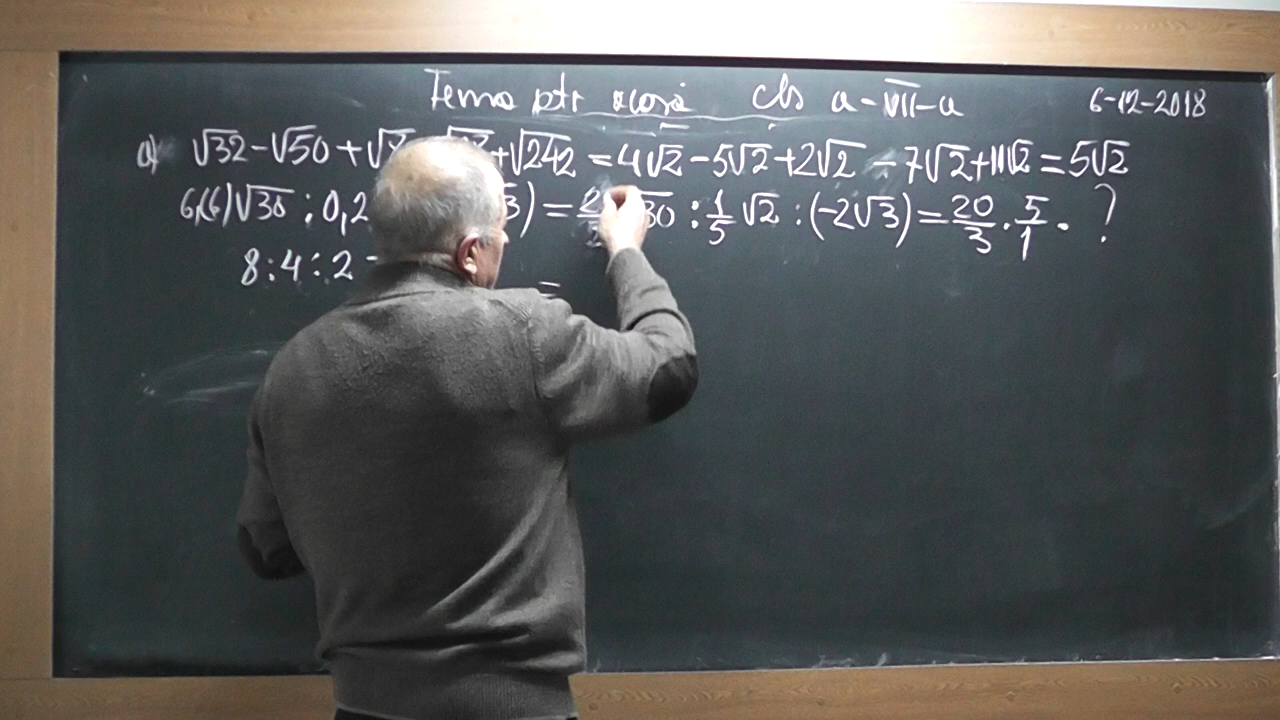 Tema ptr acasă cls a-VII-a 6-12-2018
a) √32-√50+√ +√242 =4√2-5√2+2√2-7√2+11√2=5√2
6,(6)√30:0,2 3)= √30:1/5√2:(-2√3)=20/3·5/1· ?
8:4:2 =